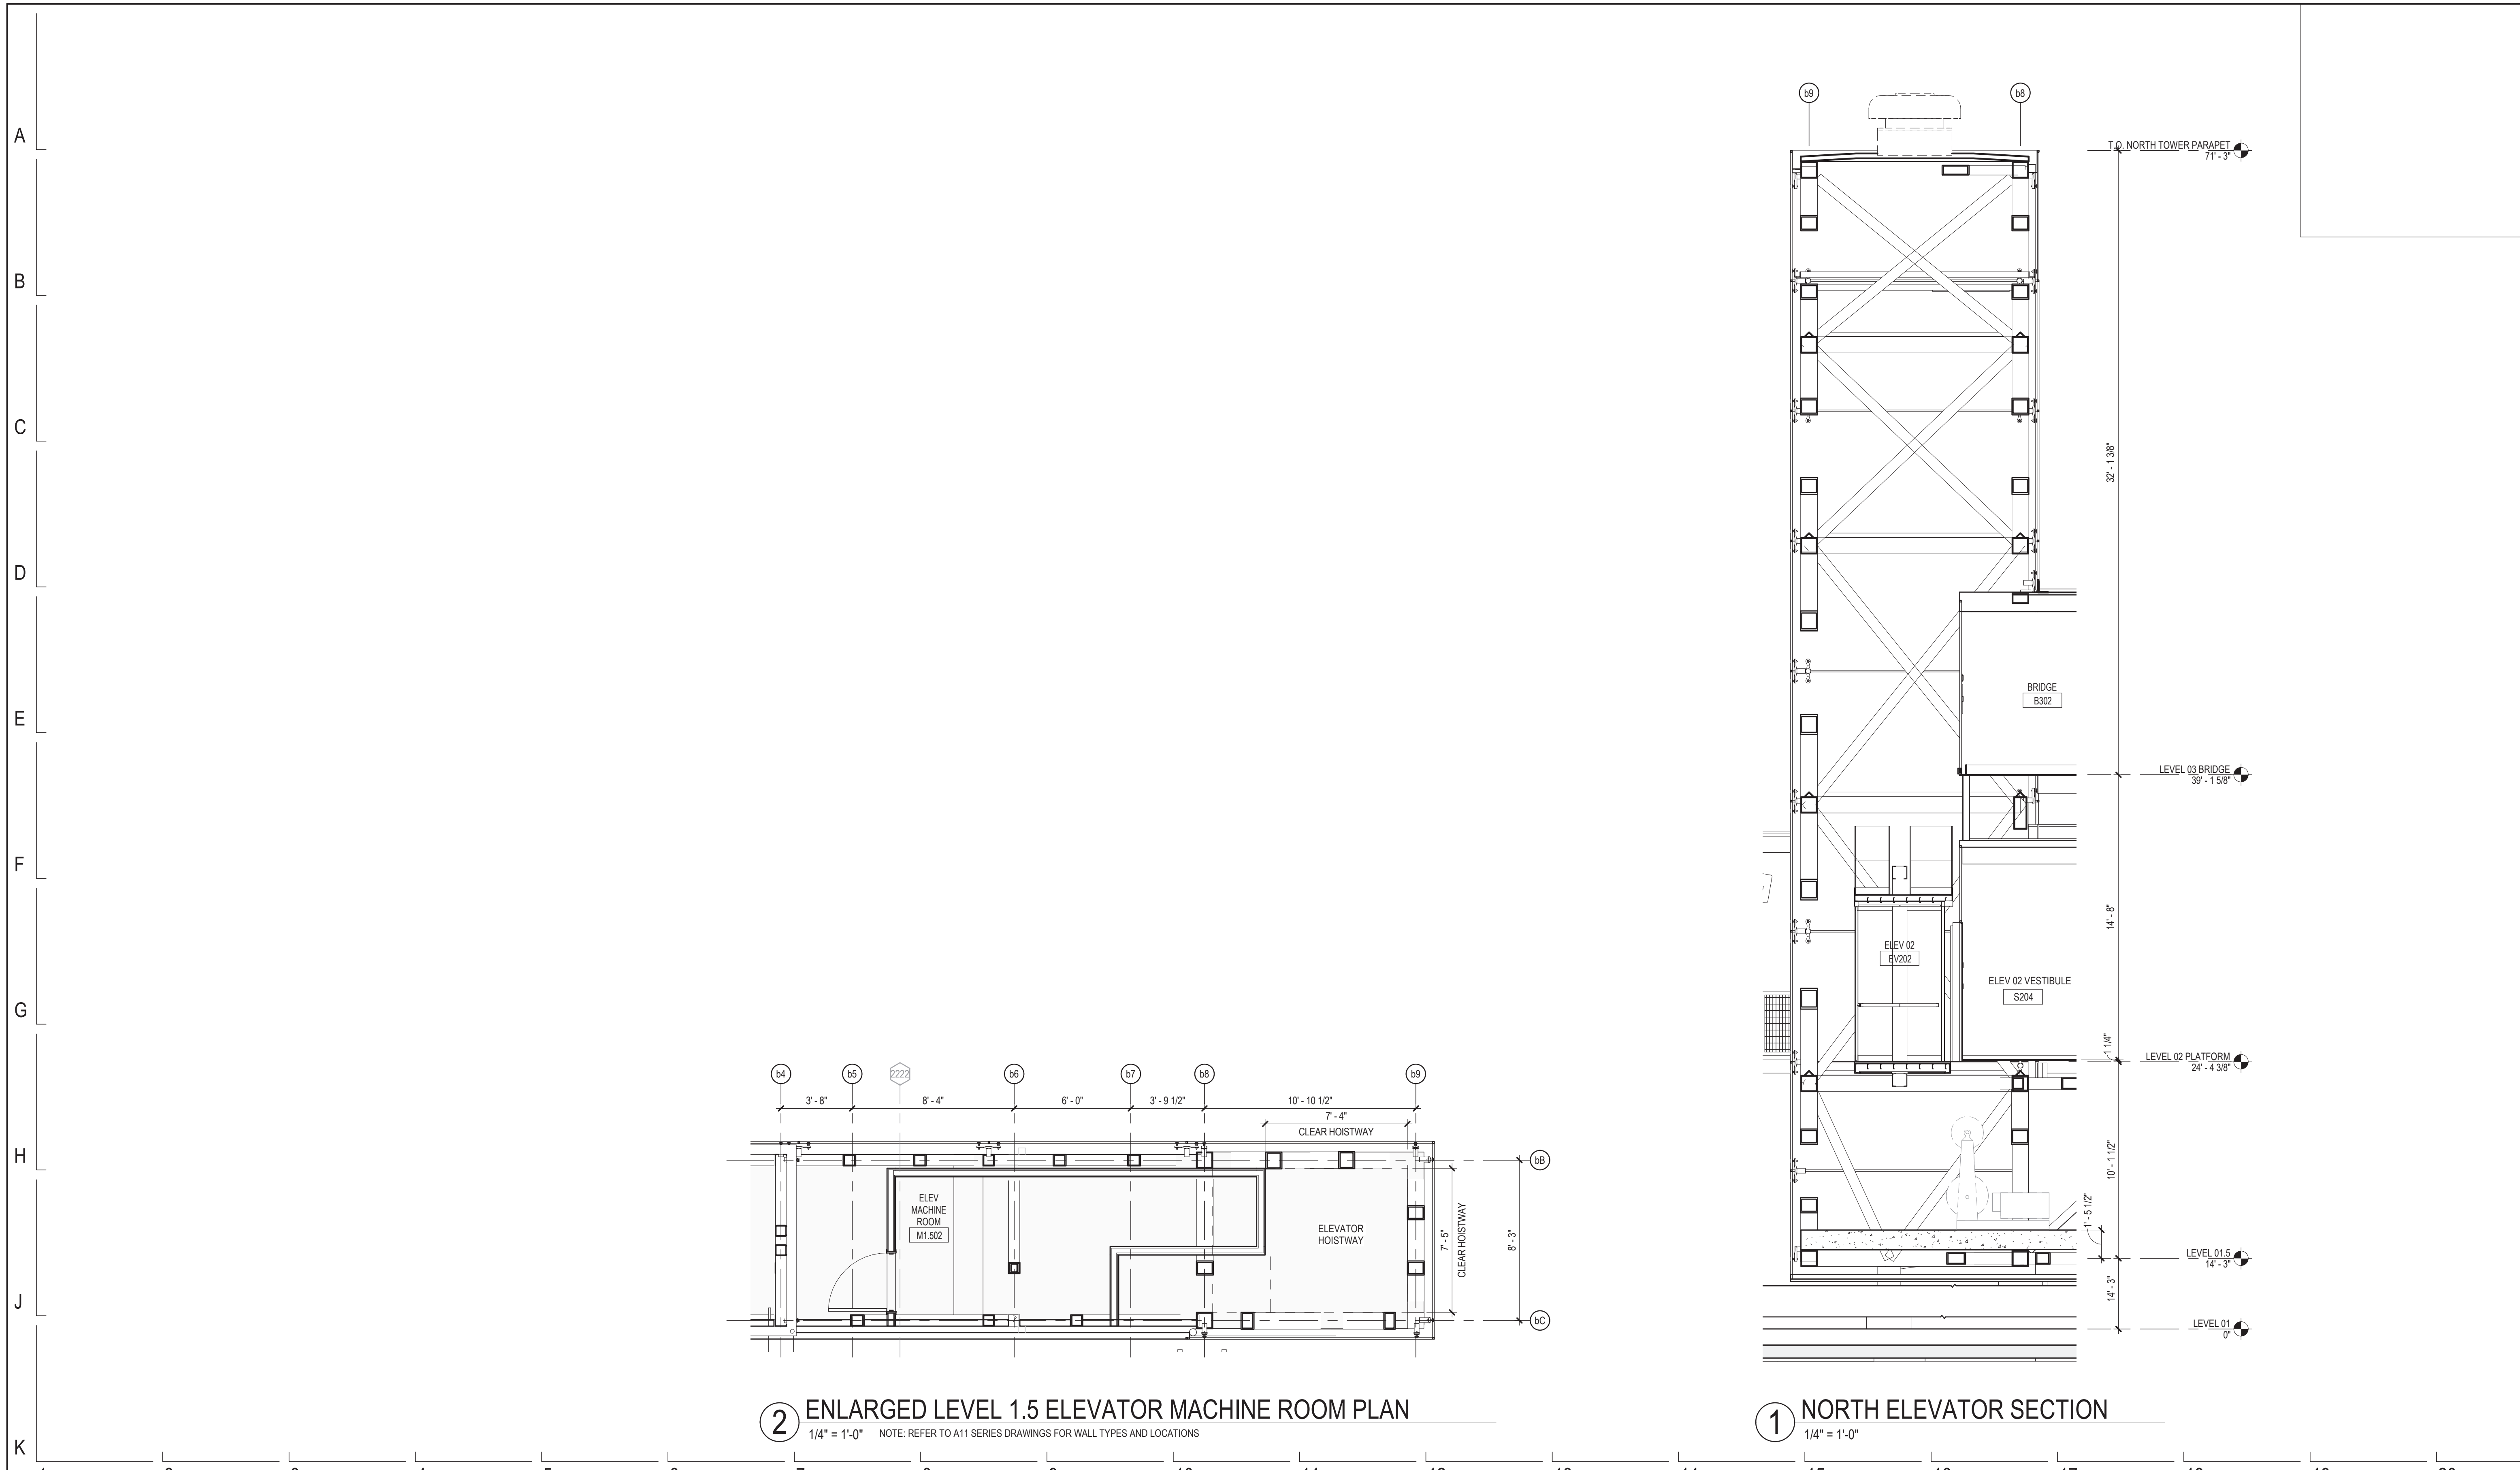 A
B
C
D
E
F
G
H
J
K
b9
b8
T.O. NORTH TOWER PARAPET
71' - 3"
32' - 1 3/8"
BRIDGE
B302
LEVEL 03 BRIDGE
39' - 1 5/8"
14' - 8"
ELEV 02
EV202
ELEV 02 VESTIBULE
S204
1 1/4"
LEVEL 02 PLATFORM
24' - 4 3/8"
10' - 1 1/2"
1' - 5 1/2"
LEVEL 01.5
14' - 3"
14' - 3"
LEVEL 01
0"
b4
b5
2222
b6
b7
b8
b9
3' - 8"
8' - 4"
6' - 0"
3' - 9 1/2"
10' - 10 1/2"
7' - 4"
CLEAR HOISTWAY
bB
ELEV
MACHINE
ROOM
M1.502
ELEVATOR
HOISTWAY
7' - 5"
CLEAR HOISTWAY
8' - 3"
bC
2
ENLARGED LEVEL 1.5 ELEVATOR MACHINE ROOM PLAN
1/4" = 1'-0"
NOTE: REFER TO A11 SERIES DRAWINGS FOR WALL TYPES AND LOCATIONS
1
NORTH ELEVATOR SECTION
1/4" = 1'-0"